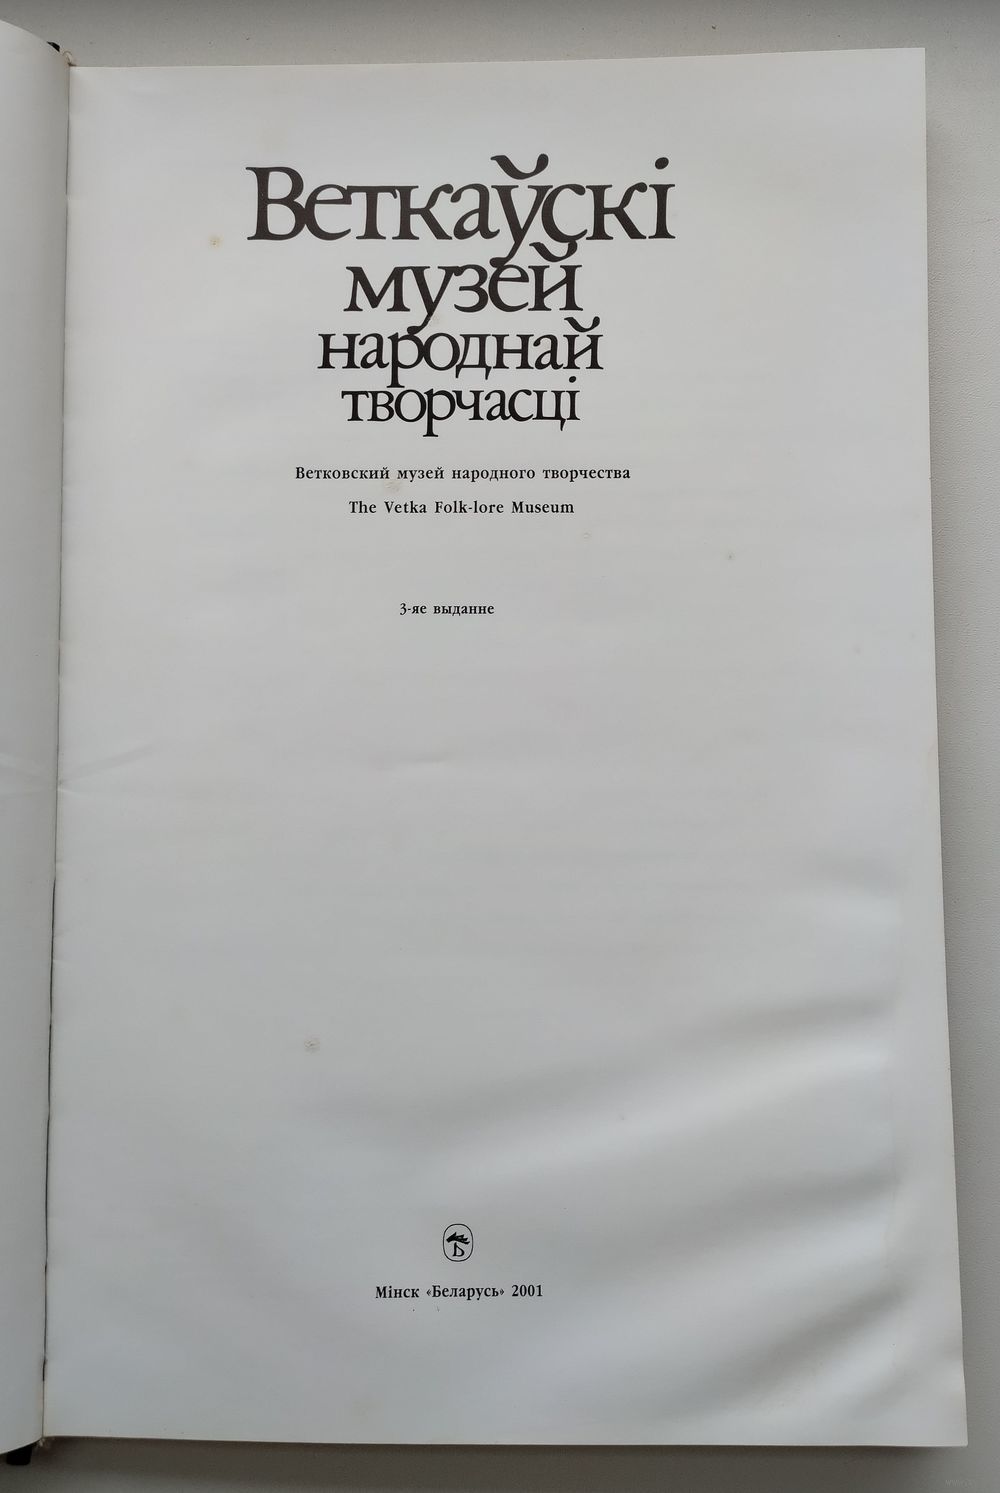 Веткаўскі
музей
народнай
творчасці
Ветковский музей народного творчества
The Vetka Folk-lore Museum
3-яе выданне
Б
Мінск «Беларусь» 2001